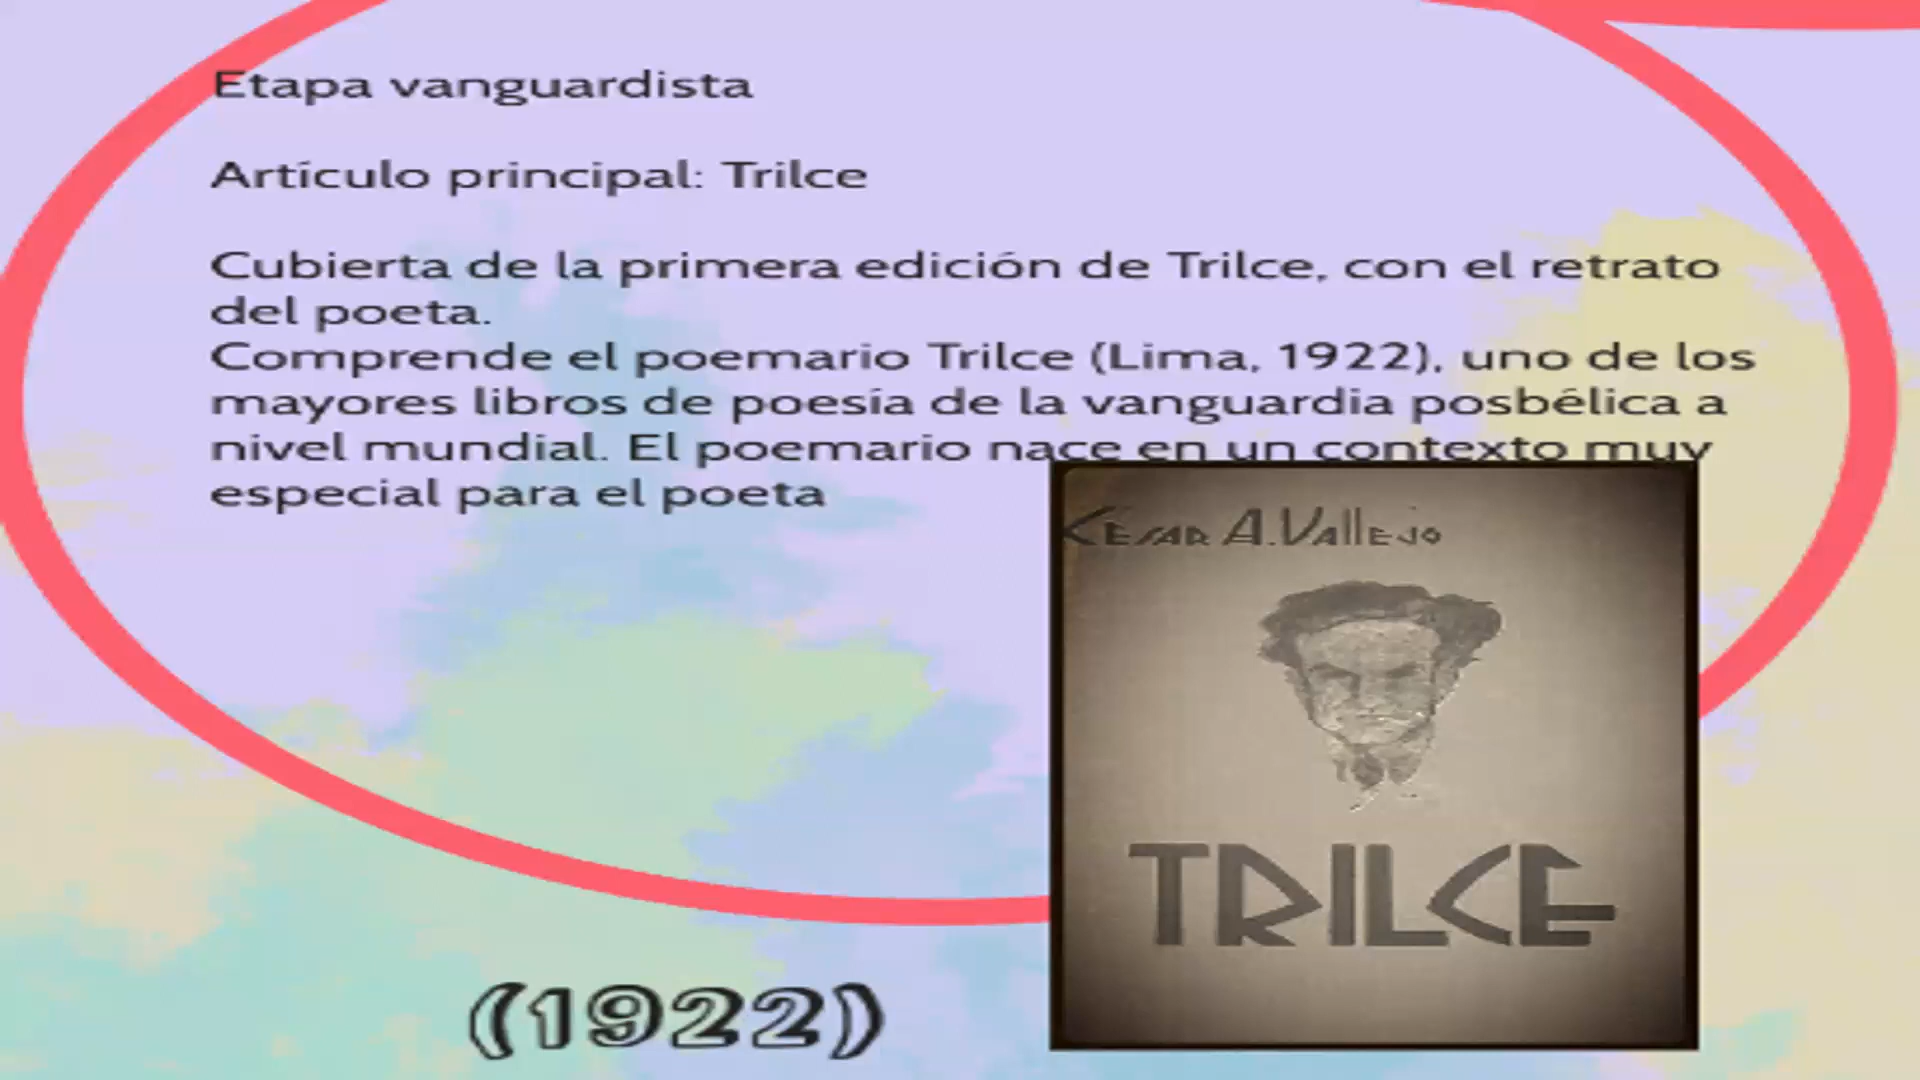 Etapa vanguardista
Artículo principal: Trilce
Cubierta de la primera edición de Trilce, con el retrato
del poeta.
Comprende el poemario Trilce (Lima, 1922), uno de los
mayores libros de poesía de la vanguardia posbélica a
nivel mundial. El poemario nace en un contexto muy
especial para el poeta
CÉSAR A. VallEJo
TRILCE
(1922)